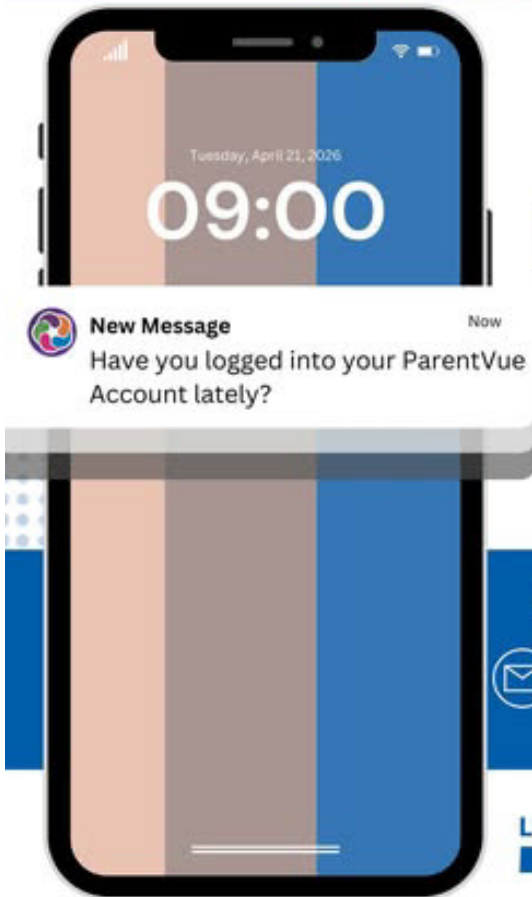 Tuesday, April 21, 2026
09:00
New Message
Now
Have you logged into your ParentVue
Account lately?
L